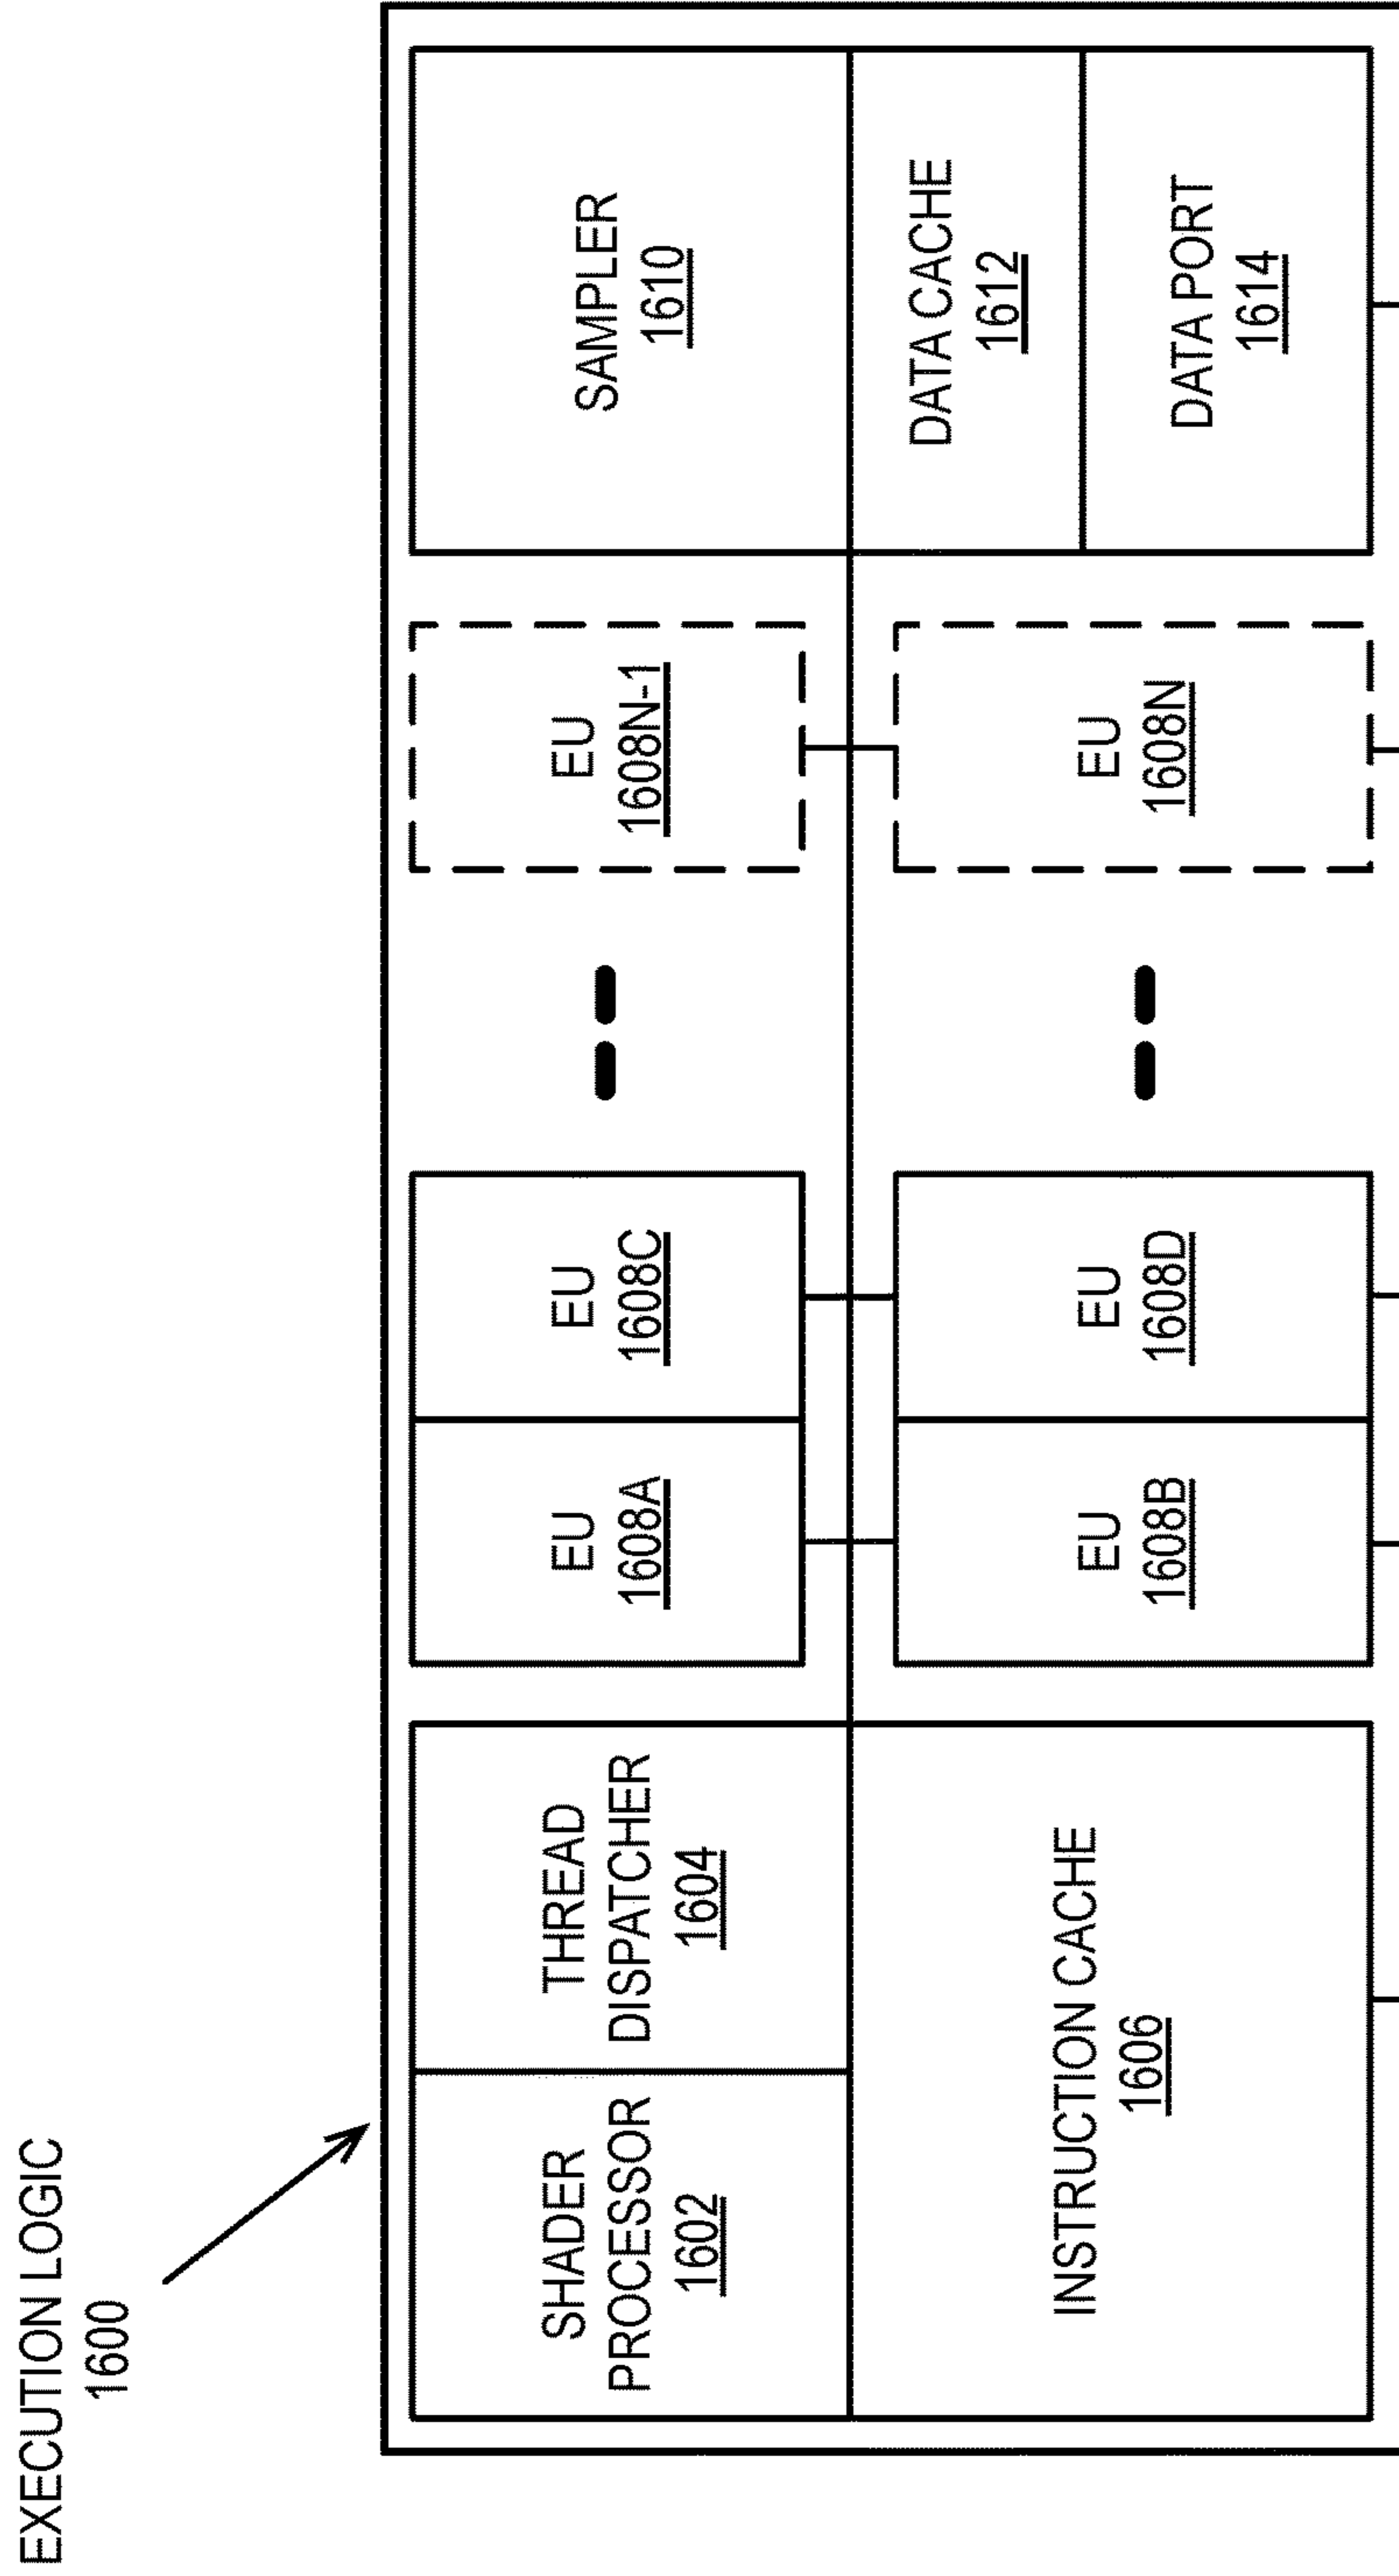 EXECUTION LOGIC
1600
SHADER
PROCESSOR
1602
THREAD
DISPATCHER
1604
INSTRUCTION CACHE
1606
EU
1608A
EU
1608C
EU
1608B
EU
1608D
EU
1608N-1
EU
1608N
SAMPLER
1610
DATA CACHE
1612
DATA PORT
1614